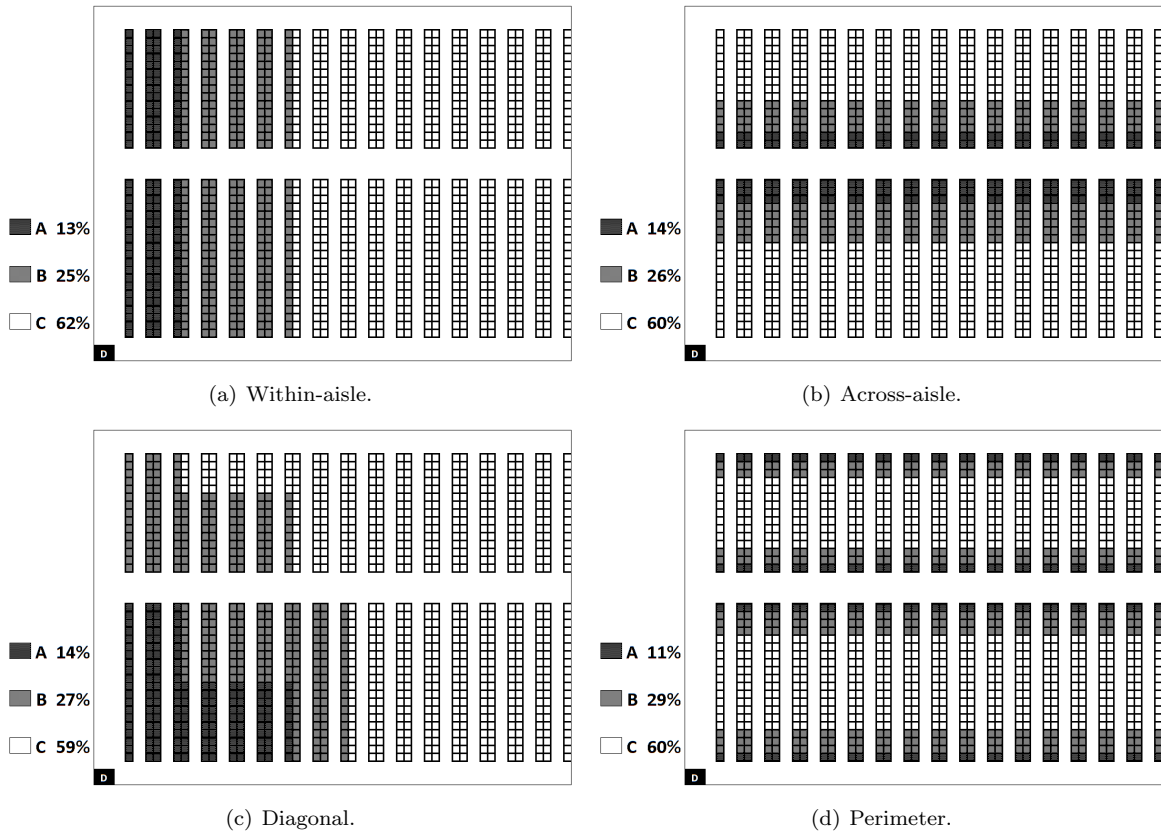 A 13%
B 25%
C 62%
D
(a) Within-aisle.
A 14%
B 26%
C 60%
D
(b) Across-aisle.
A 14%
B 27%
C 59%
D
(c) Diagonal.
A 11%
B 29%
C 60%
D
(d) Perimeter.